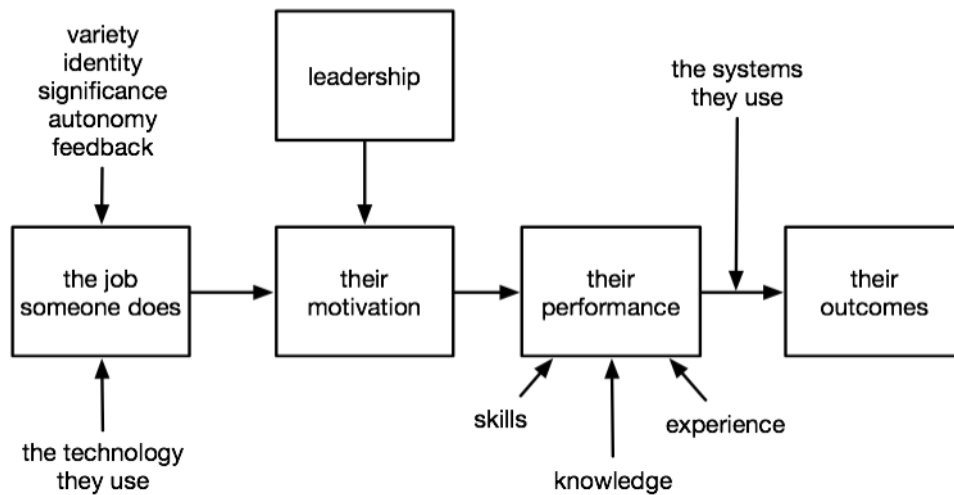 variety
identity
significance
autonomy
feedback
leadership
the systems
they use
the job
someone does
their
motivation
their
performance
their
outcomes
skills
experience
knowledge
the technology
they use